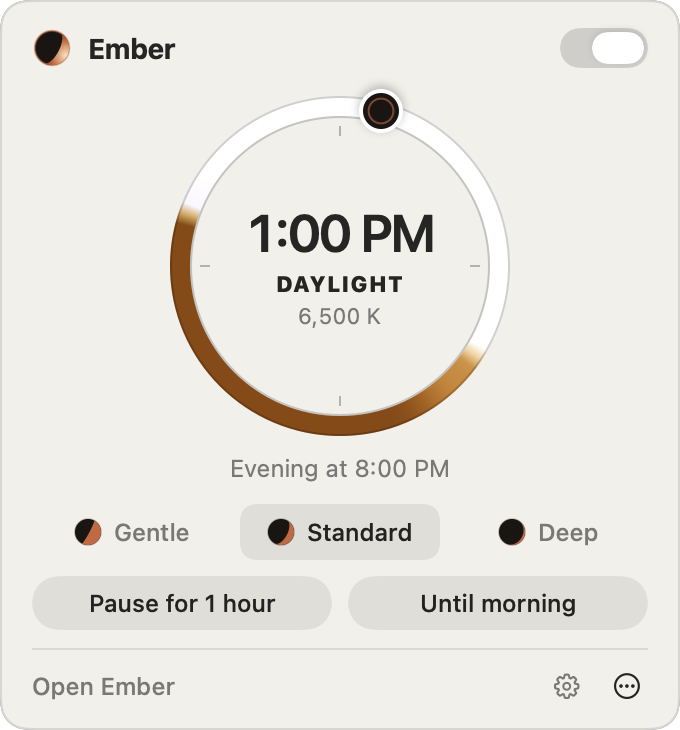 Ember
1:00 PM
DAYLIGHT
6,500 K
Evening at 8:00 PM
Gentle
Standard
Deep
Pause for 1 hour
Until morning
Open Ember